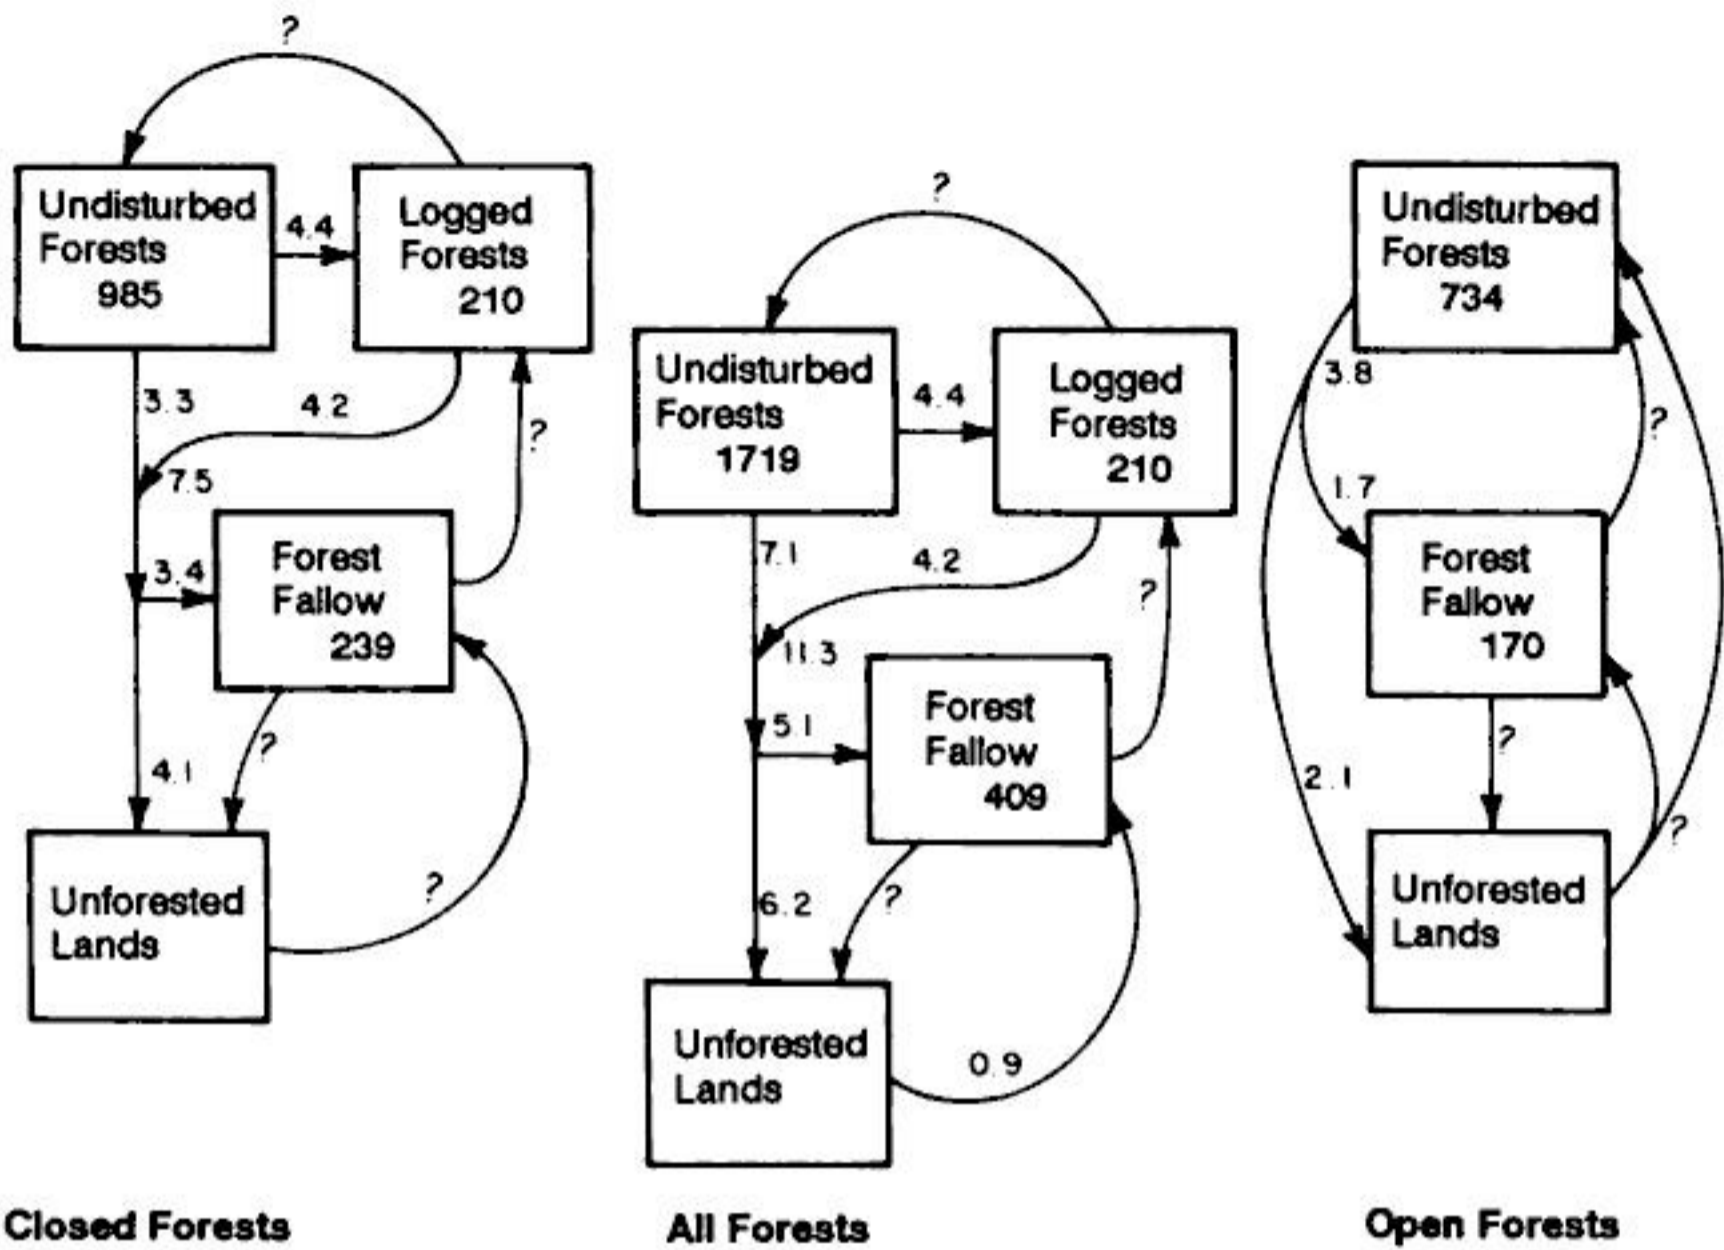 ?
Undisturbed
Forests
985
4.4
Logged
Forests
210
3.3
4.2
7.5
?
3.4
Forest
Fallow
239
?
4.1
Unforested
Lands
?
Closed Forests
?
Undisturbed
Forests
1719
4.4
Logged
Forests
210
7.1
4.2
11.3
?
5.1
Forest
Fallow
409
6.2
?
Unforested
Lands
0.9
All Forests
Undisturbed
Forests
734
3.8
?
1.7
Forest
Fallow
170
?
2.1
?
Unforested
Lands
Open Forests